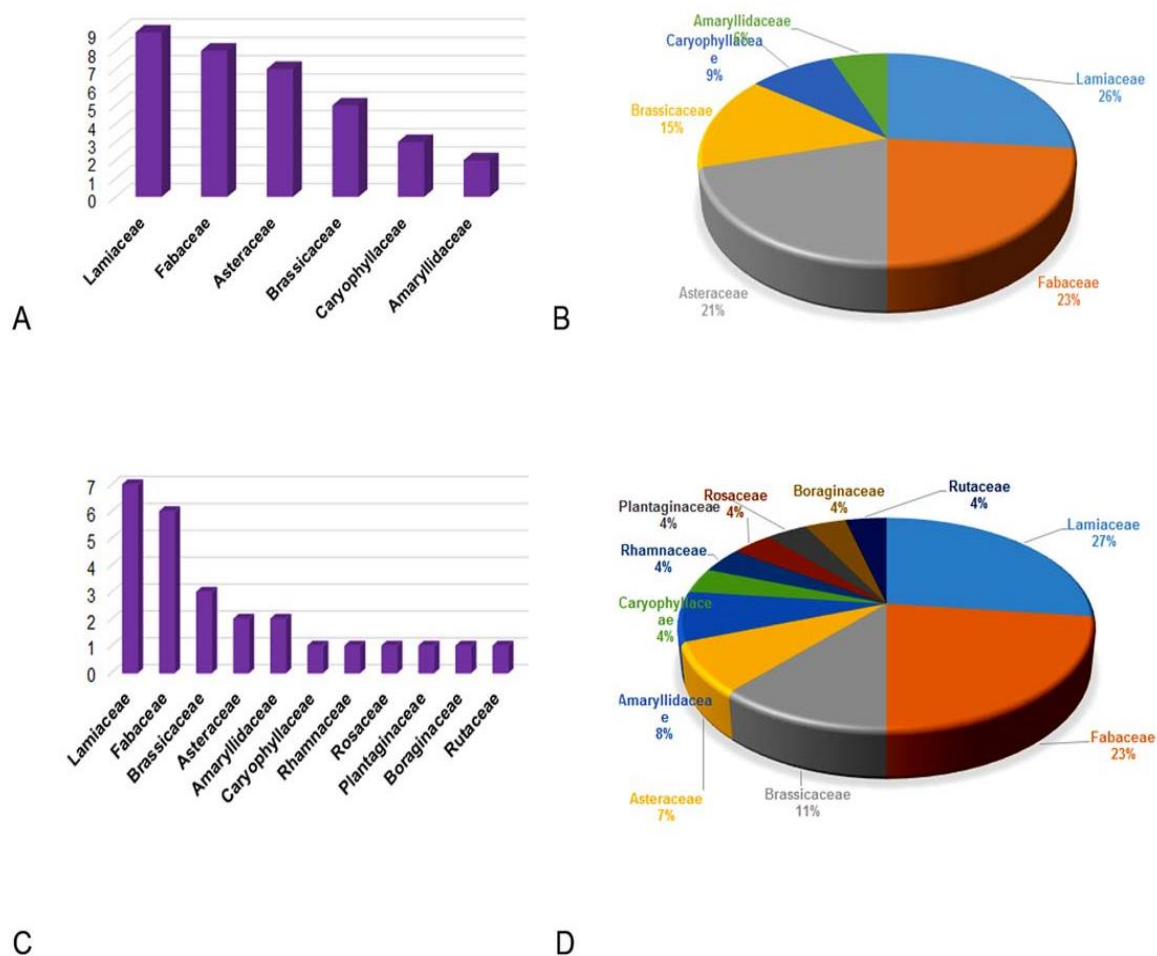 9
8
7
6
5
4
3
2
1
0
Lamiaceae
Fabaceae
Asteraceae
Brassicaceae
Caryophyllaceae
Amaryllidaceae
A
Amaryllidaceae
6%
Caryophyllacea
e
9%
Brassicaceae
15%
Lamiaceae
26%
Fabaceae
23%
Asteraceae
21%
B
7
6
5
4
3
2
1
0
Lamiaceae
Fabaceae
Brassicaceae
Asteraceae
Amaryllidaceae
Caryophyllaceae
Rhamnaceae
Rosaceae
Plantaginaceae
Boraginaceae
Rutaceae
C
Rutaceae
4%
Boraginaceae
4%
Rosaceae
4%
Plantaginaceae
4%
Rhamnaceae
4%
Caryophyllace
ae
4%
Amaryllidacea
e
8%
Asteraceae
7%
Brassicaceae
11%
Fabaceae
23%
Lamiaceae
27%
D